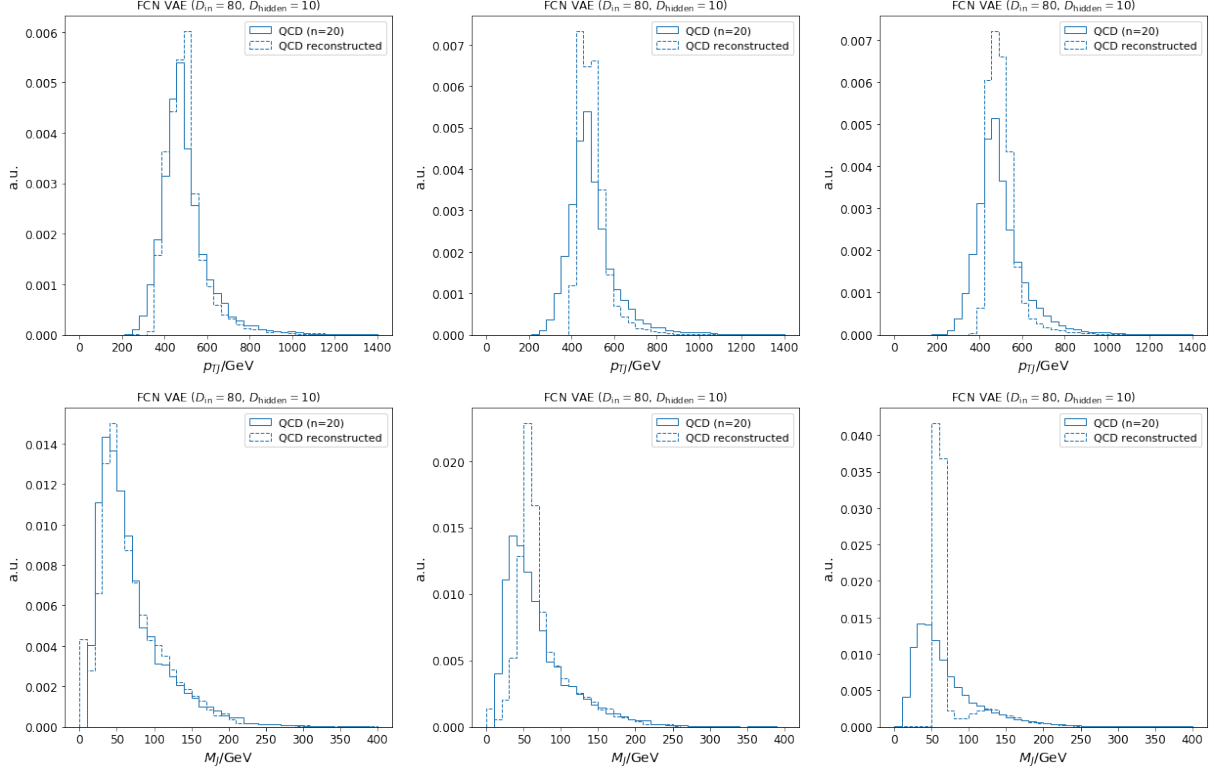 FCN VAE (D_in = 80, D_hidden = 10)
QCD (n=20)
QCD reconstructed
0.006
0.005
0.004
0.003
0.002
0.001
0.000
a.u.
0 200 400 600 800 1000 1200 1400
p_TJ/GeV
FCN VAE (D_in = 80, D_hidden = 10)
QCD (n=20)
QCD reconstructed
0.007
0.006
0.005
0.004
0.003
0.002
0.001
0.000
a.u.
0 200 400 600 800 1000 1200 1400
p_TJ/GeV
FCN VAE (D_in = 80, D_hidden = 10)
QCD (n=20)
QCD reconstructed
0.007
0.006
0.005
0.004
0.003
0.002
0.001
0.000
a.u.
0 200 400 600 800 1000 1200 1400
p_TJ/GeV
FCN VAE (D_in = 80, D_hidden = 10)
QCD (n=20)
QCD reconstructed
0.014
0.012
0.010
0.008
0.006
0.004
0.002
0.000
a.u.
0 50 100 150 200 250 300 350 400
M_J/GeV
FCN VAE (D_in = 80, D_hidden = 10)
QCD (n=20)
QCD reconstructed
0.020
0.015
0.010
0.005
0.000
a.u.
0 50 100 150 200 250 300 350 400
M_J/GeV
FCN VAE (D_in = 80, D_hidden = 10)
QCD (n=20)
QCD reconstructed
0.040
0.035
0.030
0.025
0.020
0.015
0.010
0.005
0.000
a.u.
0 50 100 150 200 250 300 350 400
M_J/GeV